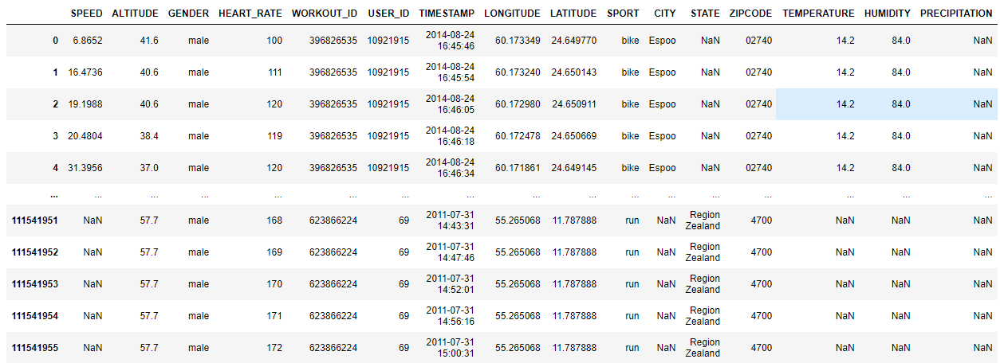 SPEED ALTITUDE GENDER HEART_RATE WORKOUT_ID USER_ID TIMESTAMP LONGITUDE LATITUDE SPORT CITY STATE ZIPCODE TEMPERATURE HUMIDITY PRECIPITATION
0 6.8652 41.6 male 100 396826535 10921915 2014-08-24 16:45:46 60.173349 24.649770 bike Espoo NaN 02740 14.2 84.0 NaN
1 16.4736 40.6 male 111 396826535 10921915 2014-08-24 16:45:54 60.173240 24.650143 bike Espoo NaN 02740 14.2 84.0 NaN
2 19.1988 40.6 male 120 396826535 10921915 2014-08-24 16:46:05 60.172980 24.650911 bike Espoo NaN 02740 14.2 84.0 NaN
3 20.4804 38.4 male 119 396826535 10921915 2014-08-24 16:46:18 60.172478 24.650669 bike Espoo NaN 02740 14.2 84.0 NaN
4 31.3956 37.0 male 120 396826535 10921915 2014-08-24 16:46:34 60.171861 24.649145 bike Espoo NaN 02740 14.2 84.0 NaN
... ... ... ... ... ... ... ... ... ... ... ... ... ... ... ... ...
111541951 NaN 57.7 male 168 623866224 69 2011-07-31 14:43:31 55.265068 11.787888 run NaN Region Zealand 4700 NaN NaN NaN
111541952 NaN 57.7 male 169 623866224 69 2011-07-31 14:47:46 55.265068 11.787888 run NaN Region Zealand 4700 NaN NaN NaN
111541953 NaN 57.7 male 170 623866224 69 2011-07-31 14:52:01 55.265068 11.787888 run NaN Region Zealand 4700 NaN NaN NaN
111541954 NaN 57.7 male 171 623866224 69 2011-07-31 14:56:16 55.265068 11.787888 run NaN Region Zealand 4700 NaN NaN NaN
111541955 NaN 57.7 male 172 623866224 69 2011-07-31 15:00:31 55.265068 11.787888 run NaN Region Zealand 4700 NaN NaN NaN